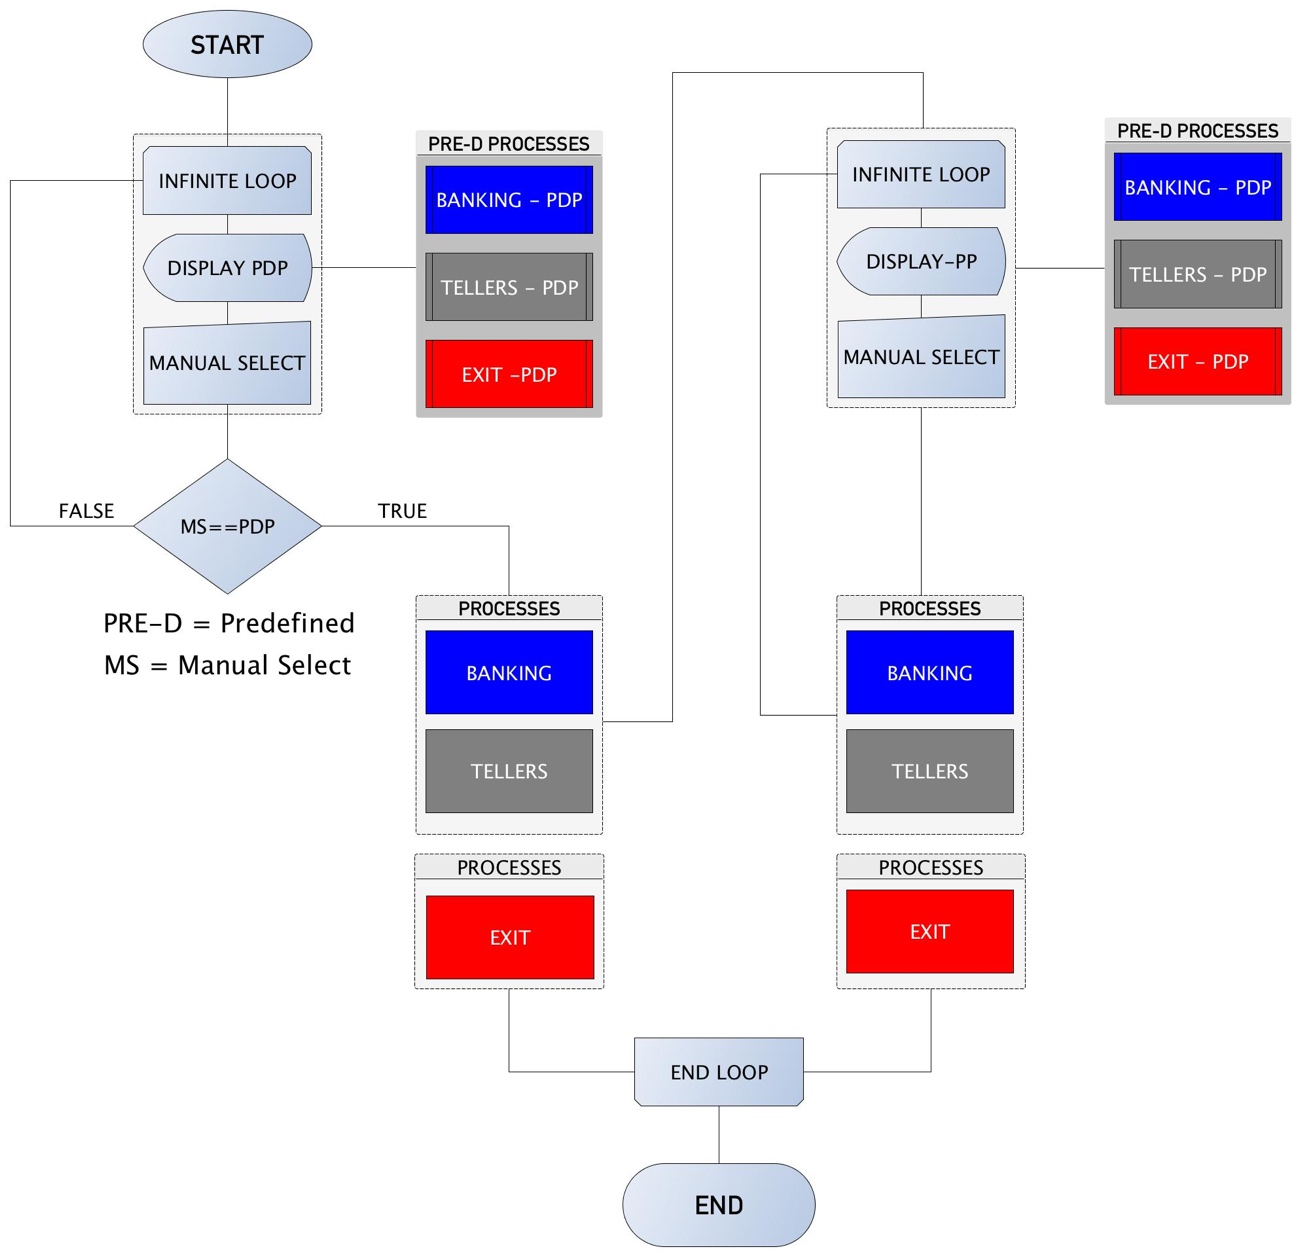 START
INFINITE LOOP
DISPLAY PDP
MANUAL SELECT
PRE-D PROCESSES
BANKING - PDP
TELLERS - PDP
EXIT -PDP
FALSE
MS==PDP
TRUE
PRE-D = Predefined
MS = Manual Select
PROCESSES
BANKING
TELLERS
PROCESSES
EXIT
INFINITE LOOP
DISPLAY-PP
MANUAL SELECT
PRE-D PROCESSES
BANKING - PDP
TELLERS - PDP
EXIT - PDP
PROCESSES
BANKING
TELLERS
PROCESSES
EXIT
END LOOP
END